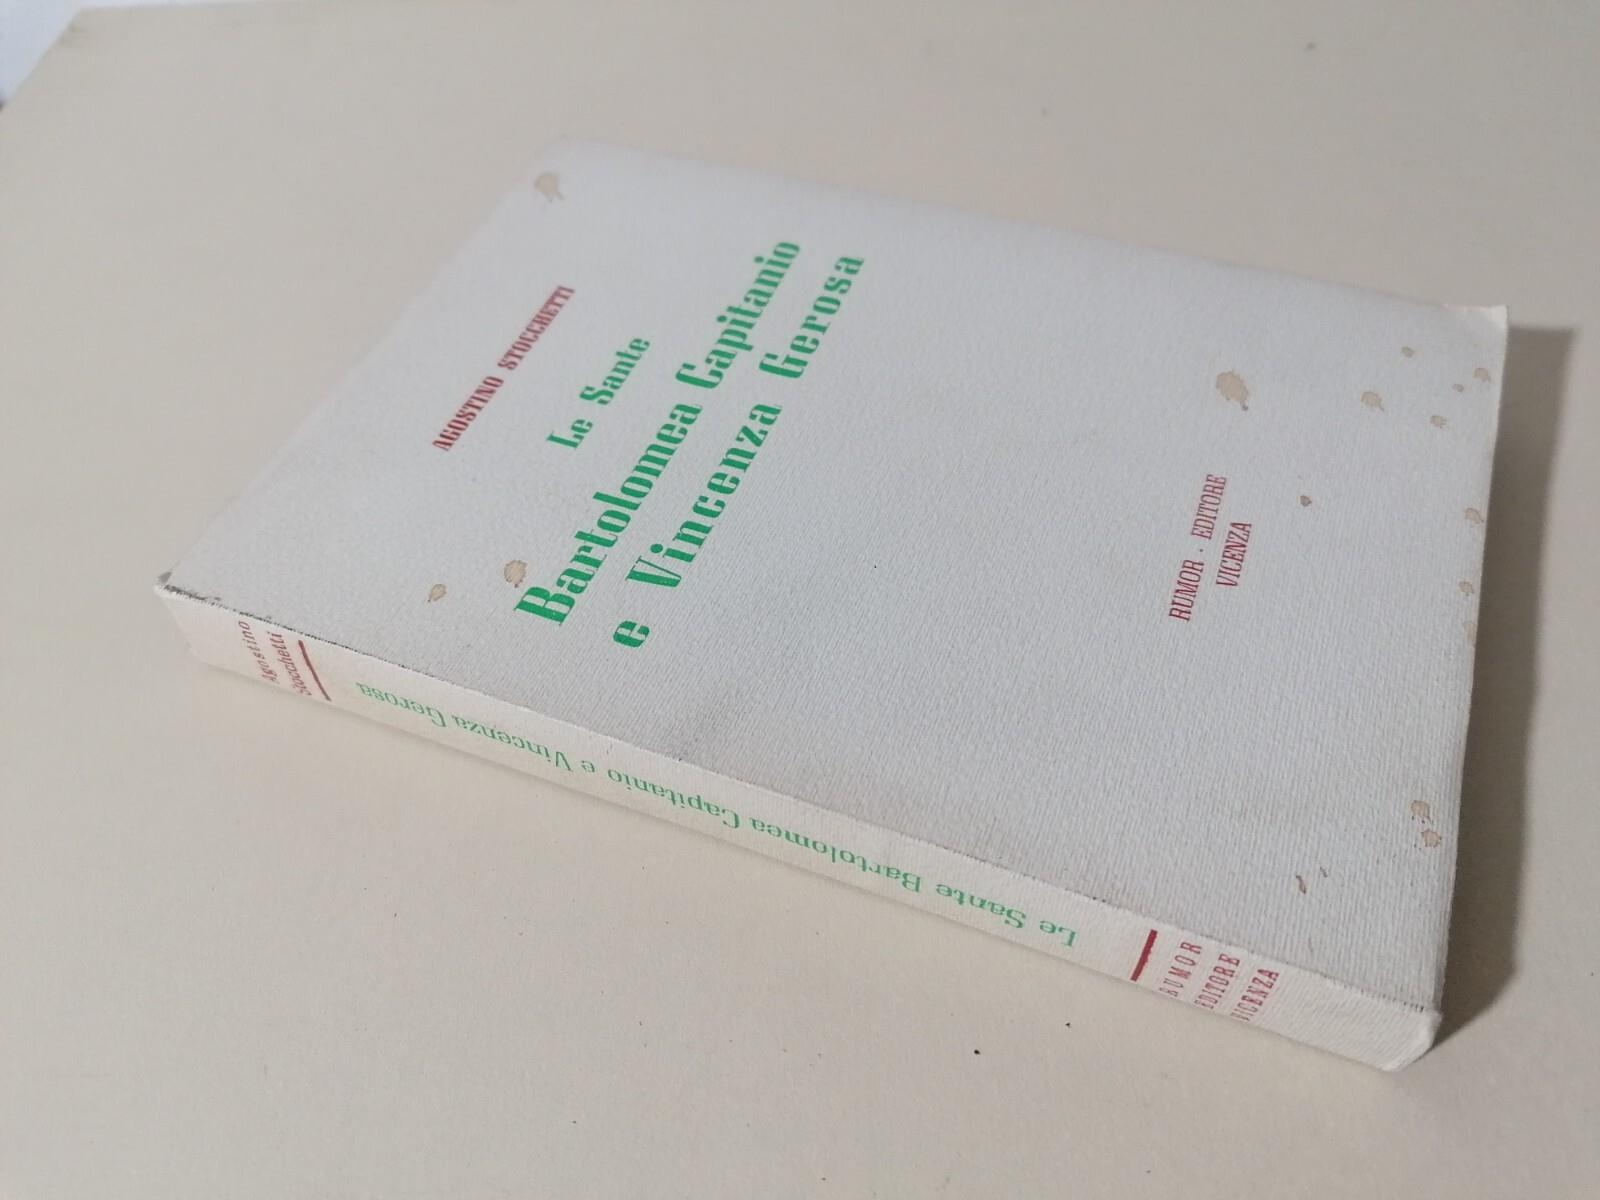 AGOSTINO STOCCHETTI
Le Sante
Bartolomea Capitanio
e Vincenza Gerosa
RUMOR · EDITORE
VICENZA
Agostino
Stocchetti
Le Sante Bartolomea Capitanio e Vincenza Gerosa
RUMOR
EDITORE
VICENZA